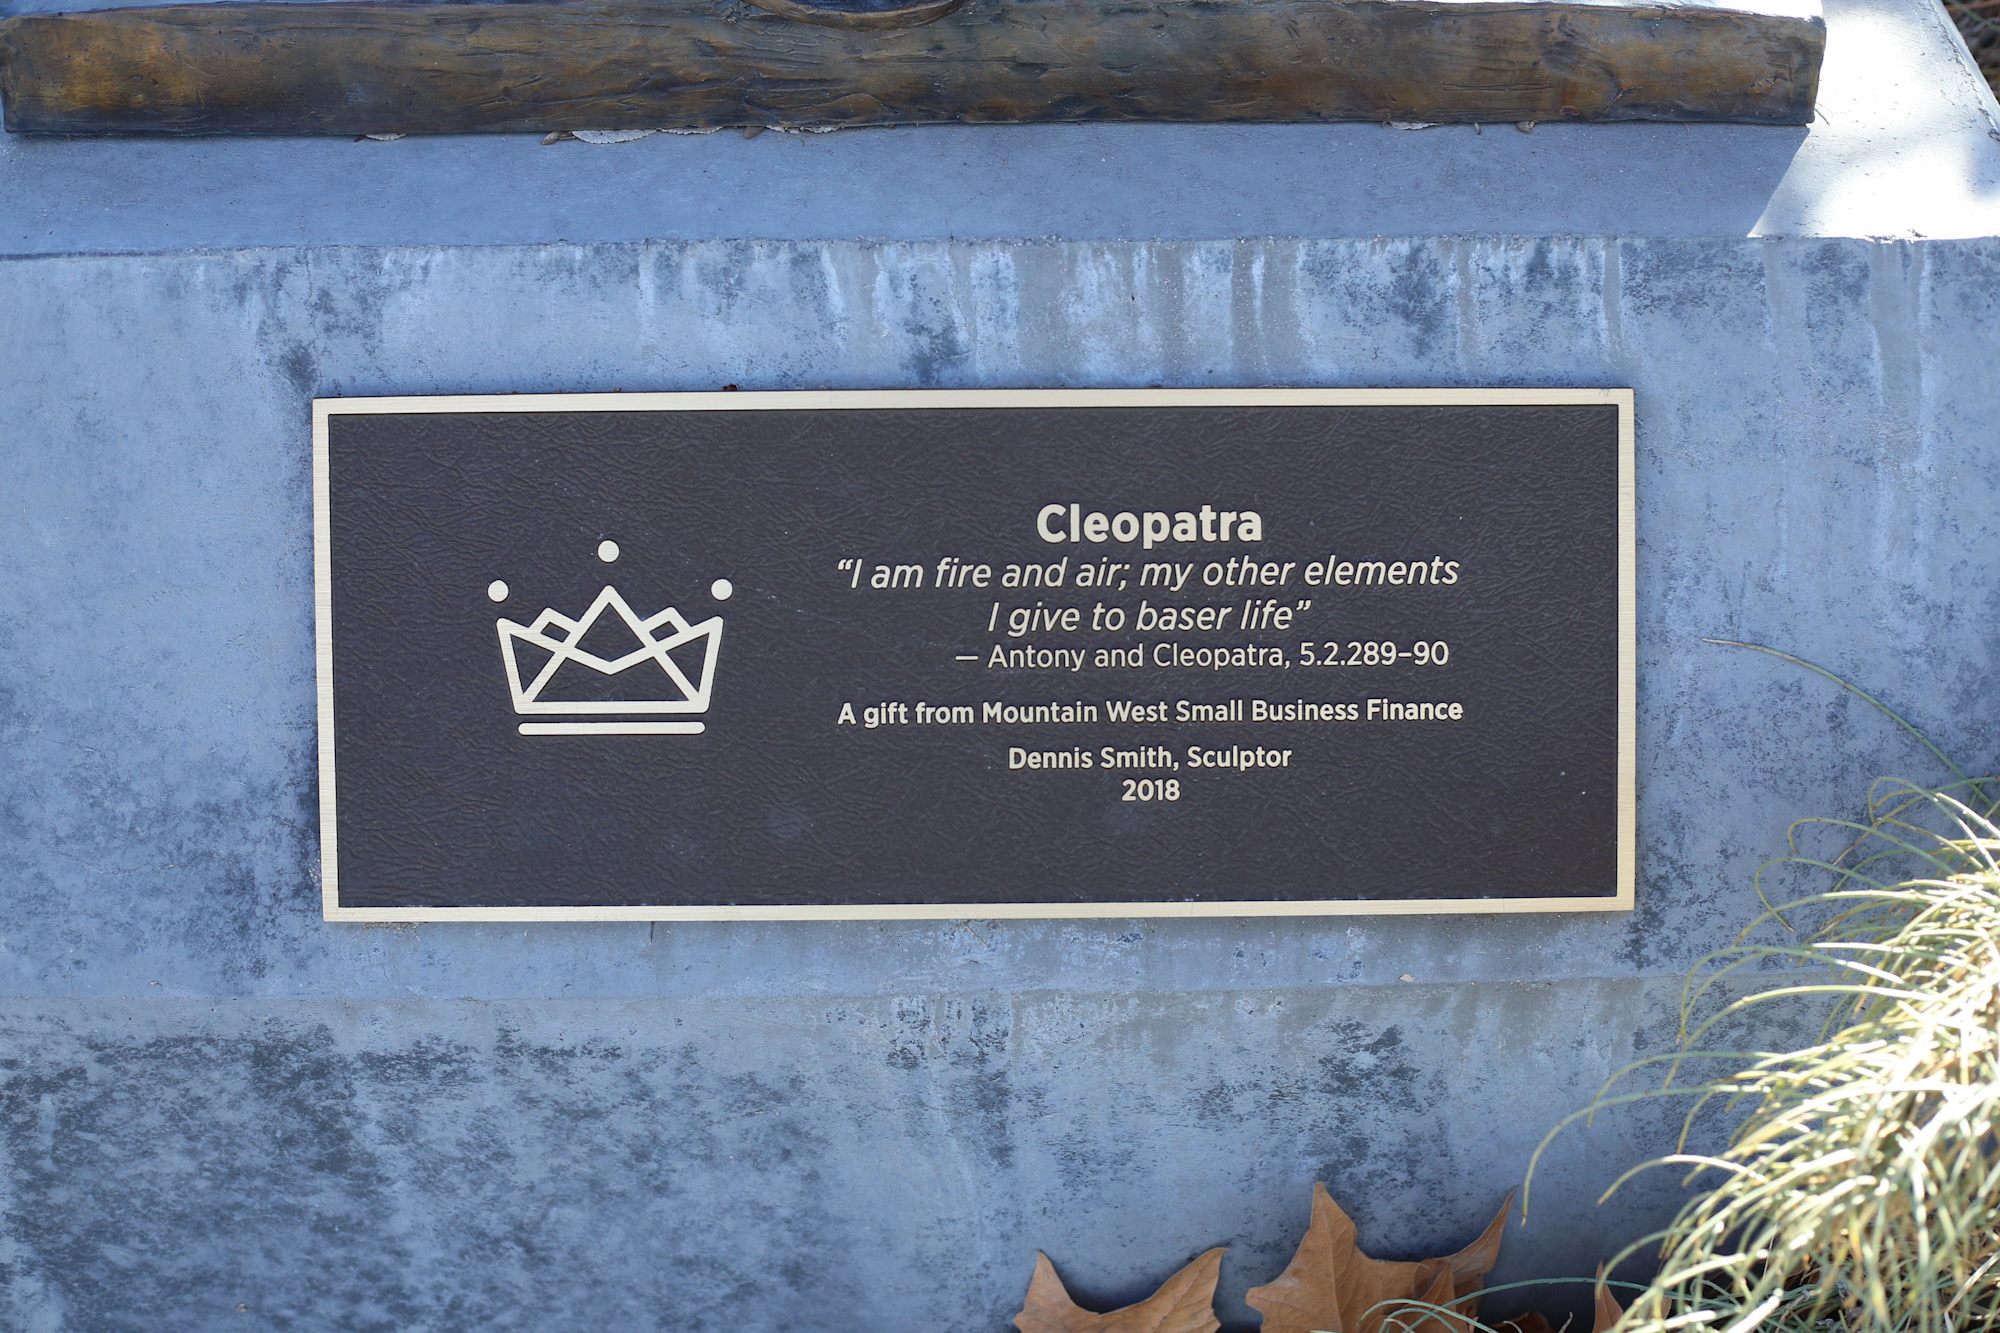 Cleopatra
“I am fire and air; my other elements
I give to baser life”
— Antony and Cleopatra, 5.2.289–90
A gift from Mountain West Small Business Finance
Dennis Smith, Sculptor
2018